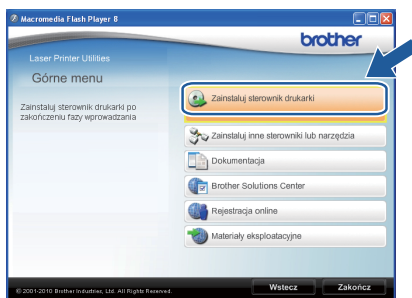 Macromedia Flash Player 8
brother
Laser Printer Utilities
Górne menu
Zainstaluj sterownik drukarki po
zakończeniu fazy wprowadzania
Zainstaluj sterownik drukarki
Zainstaluj inne sterowniki lub narzędzia
Dokumentacja
Brother Solutions Center
Rejestracja online
Materiały eksploatacyjne
© 2001-2010 Brother Industries, Ltd. All Rights Reserved.
Wstecz
Zakończ